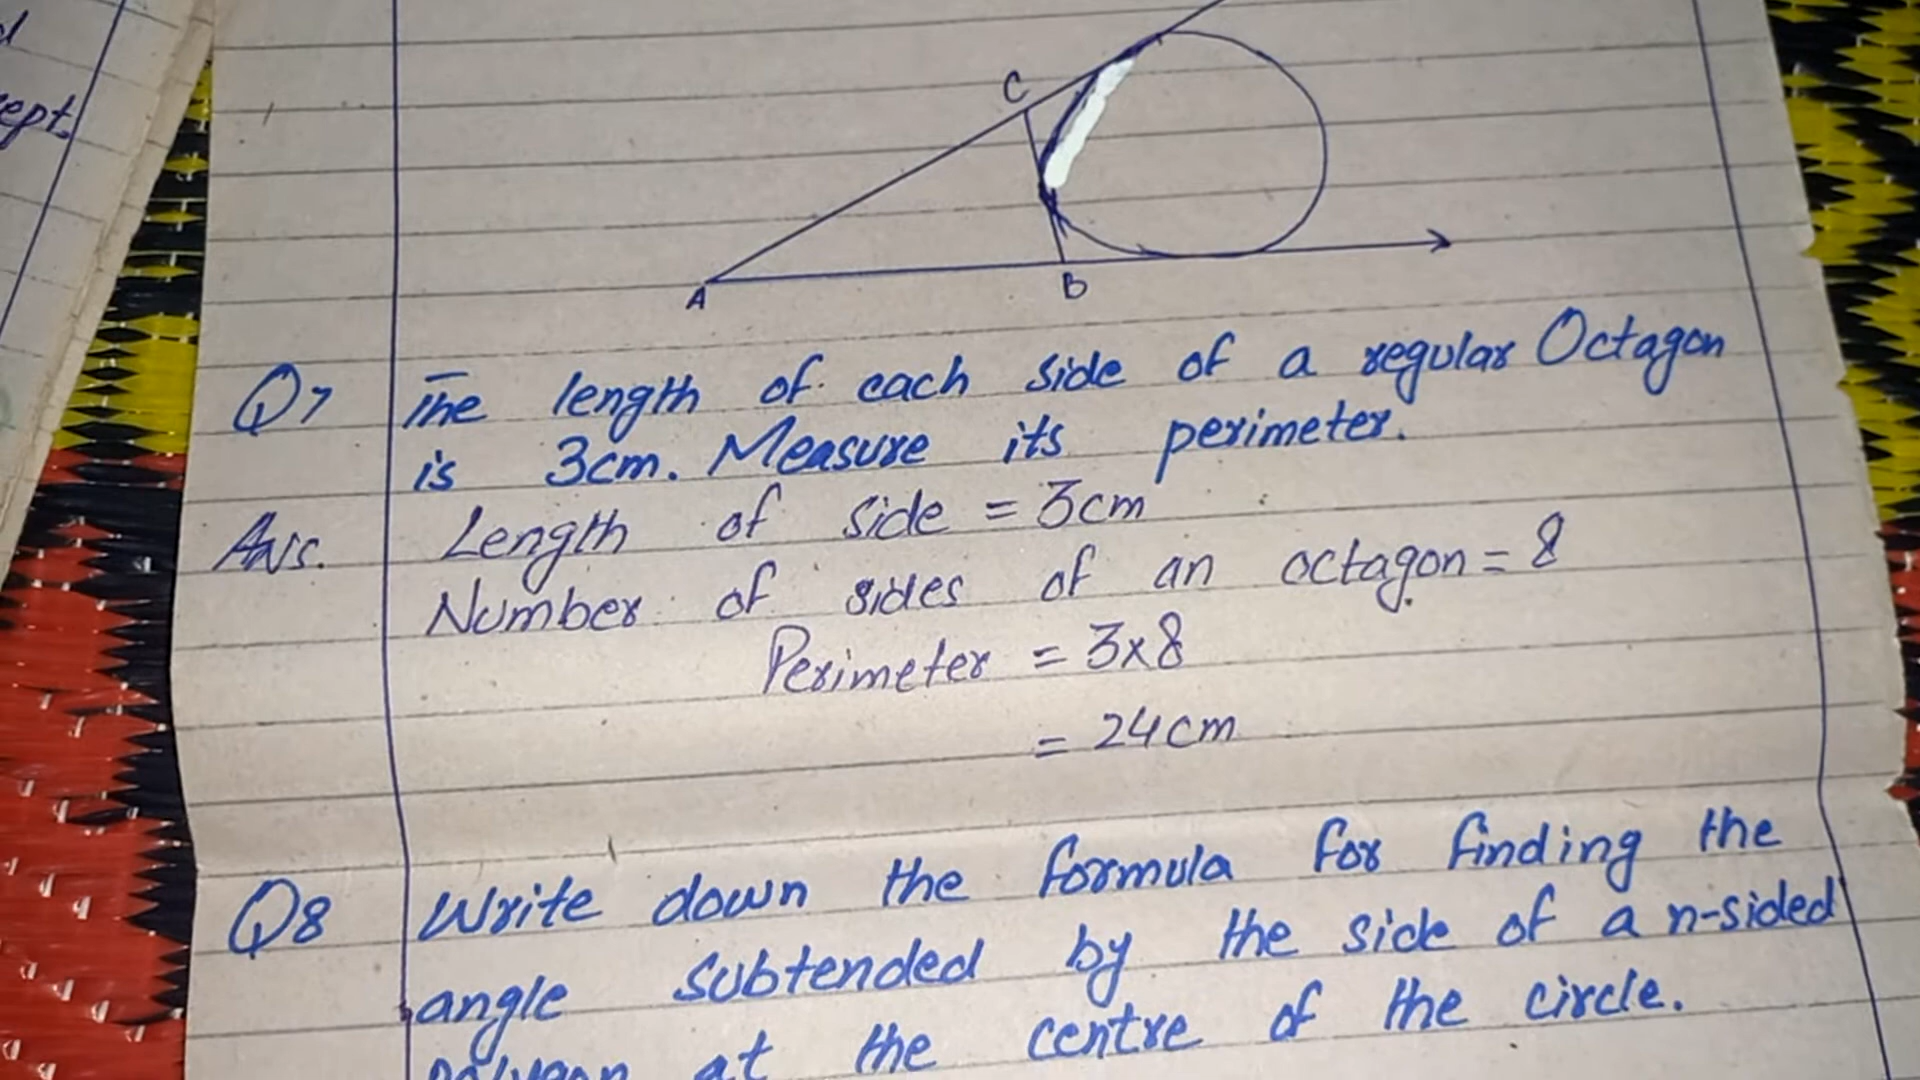 sept.
C
A
B
Q7 The length of each side of a regular Octagon
is 3cm. Measure its perimeter.
Ans. Length of side = 3cm
Number of sides of an octagon = 8
Perimeter = 3x8
= 24cm
Q8 Write down the formula for finding the
angle subtended by the side of a n-sided
polygon at the centre of the circle.